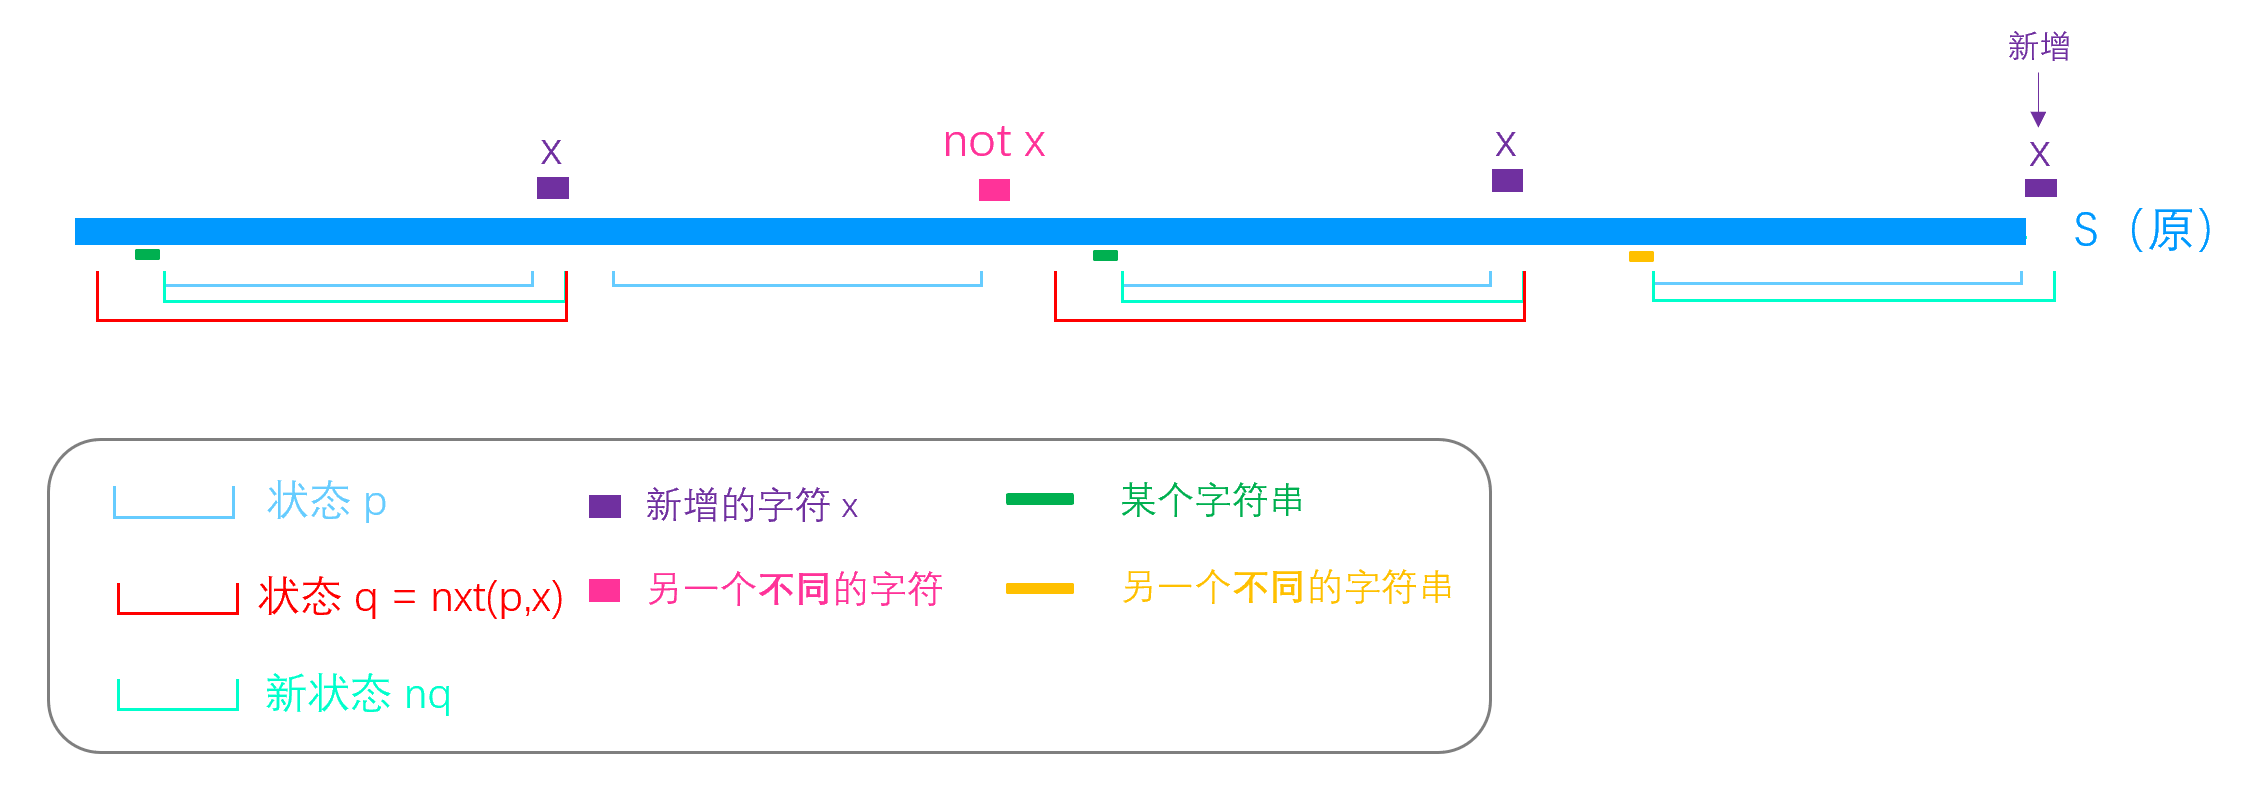 新增
x
not x
x
x
S（原）
状态 p
新增的字符 x
某个字符串
状态 q = nxt(p,x)
另一个不同的字符
另一个不同的字符串
新状态 nq